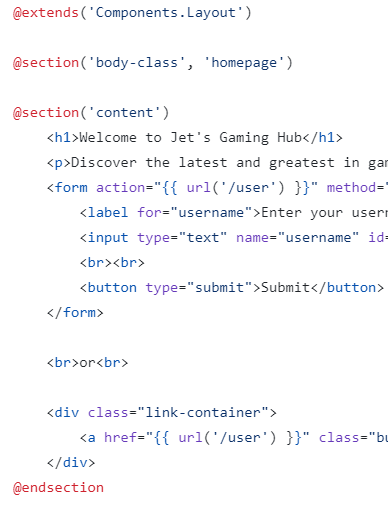 @extends('Components.Layout')
@section('body-class', 'homepage')
@section('content')
<h1>Welcome to Jet's Gaming Hub</h1>
<p>Discover the latest and greatest in
<form action="{{ url('/user') }}" method="
<label for="username">Enter your
<input type="text" name="username" id=
<br><br>
<button type="submit">Submit</button>
</form>
<br>or<br>
<div class="link-container">
<a href="{{ url('/user') }}" class="
</div>
@endsection